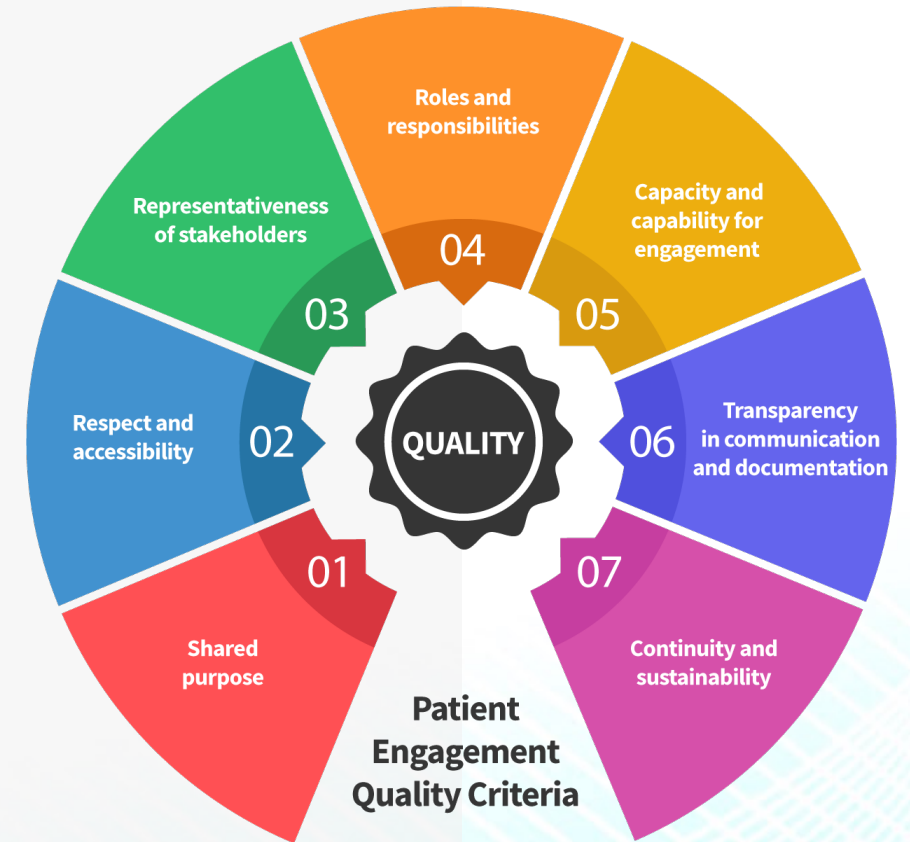 01
Shared
purpose
02
Respect and
accessibility
03
Representativeness
of stakeholders
04
Roles and
responsibilities
05
Capacity and
capability for
engagement
06
Transparency
in communication
and documentation
07
Continuity and
sustainability
QUALITY
Patient
Engagement
Quality Criteria